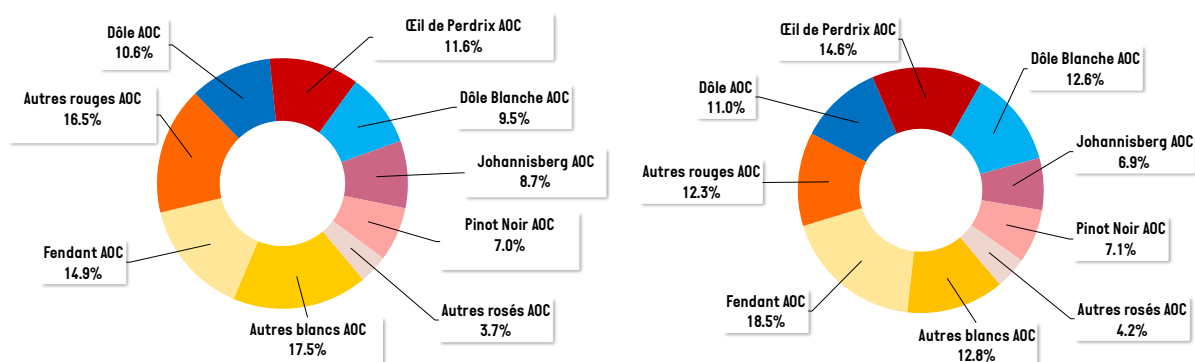 Dôle AOC
10.6%
Œil de Perdrix AOC
11.6%
Dôle Blanche AOC
9.5%
Johannisberg AOC
8.7%
Pinot Noir AOC
7.0%
Autres rosés AOC
3.7%
Autres blancs AOC
17.5%
Fendant AOC
14.9%
Autres rouges AOC
16.5%
Œil de Perdrix AOC
14.6%
Dôle Blanche AOC
12.6%
Johannisberg AOC
6.9%
Pinot Noir AOC
7.1%
Autres rosés AOC
4.2%
Autres blancs AOC
12.8%
Fendant AOC
18.5%
Autres rouges AOC
12.3%
Dôle AOC
11.0%